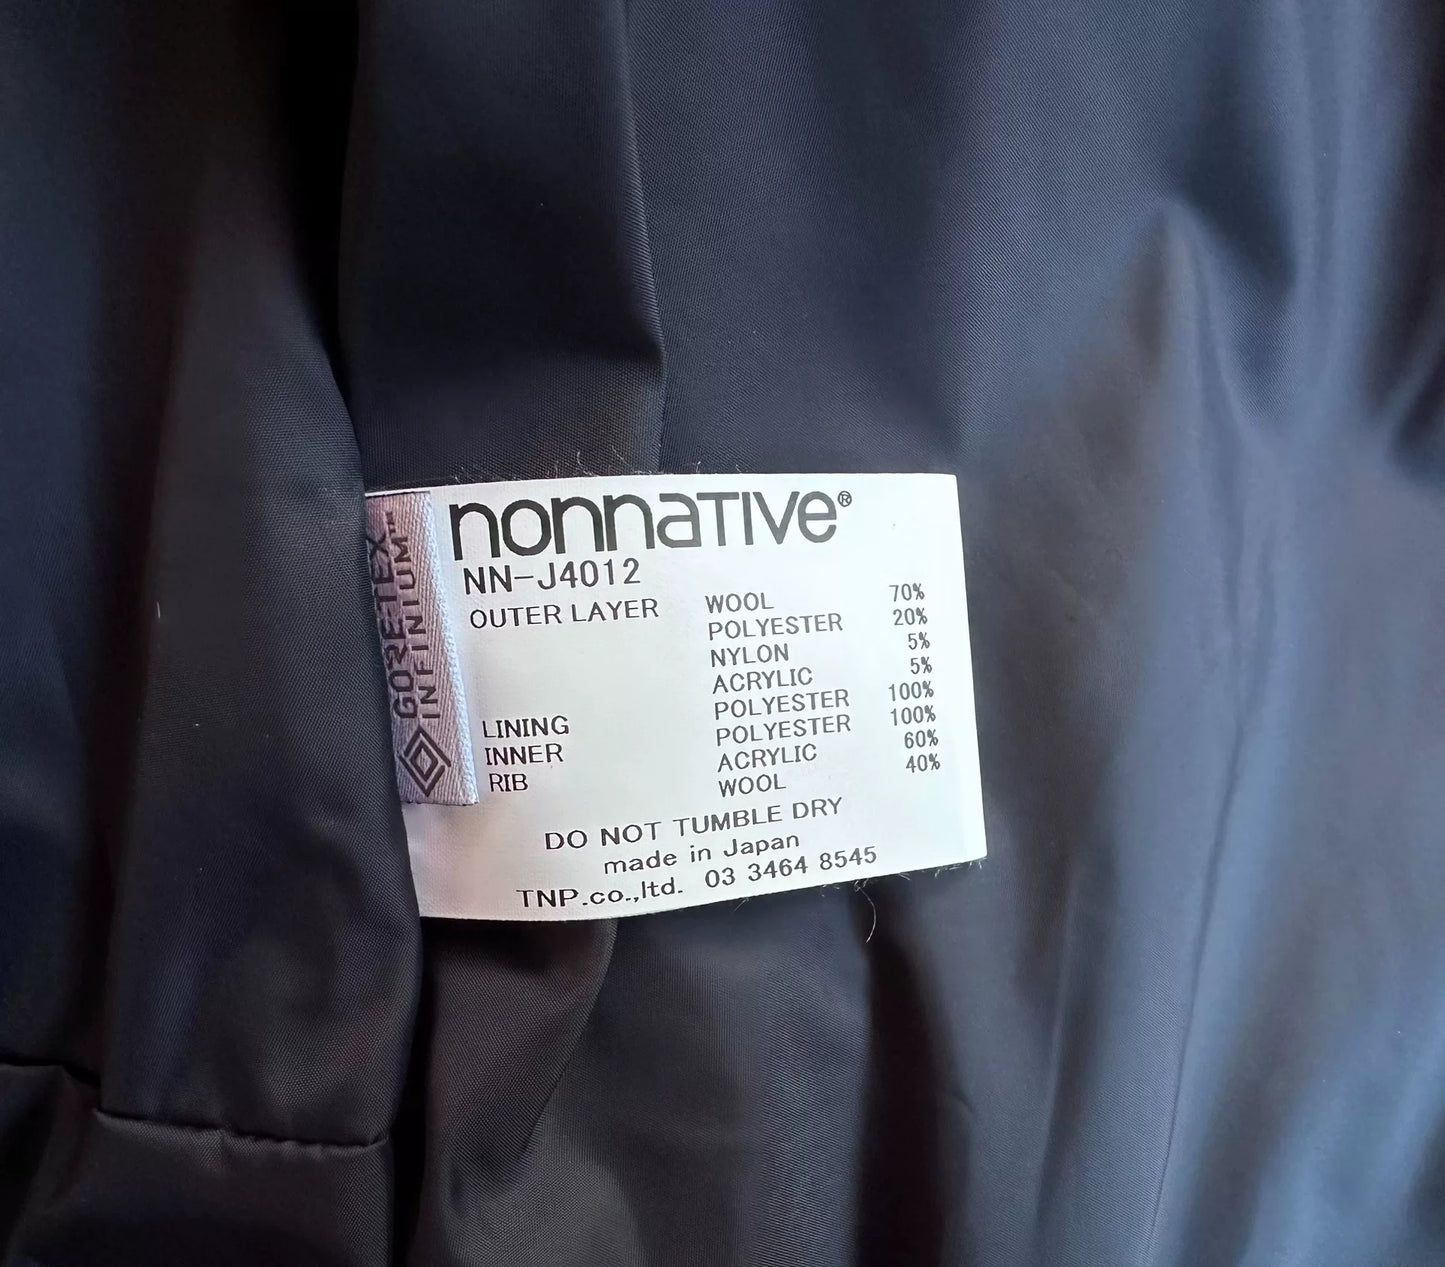 nonnative®
NN-J4012
OUTER LAYER WOOL 70%
POLYESTER 20%
NYLON 5%
ACRYLIC 5%
LINING POLYESTER 100%
INNER POLYESTER 100%
RIB ACRYLIC 60%
WOOL 40%
DO NOT TUMBLE DRY
made in Japan
TNP.co.,ltd. 03 3464 8545
GORE-TEX
INFINIUM™